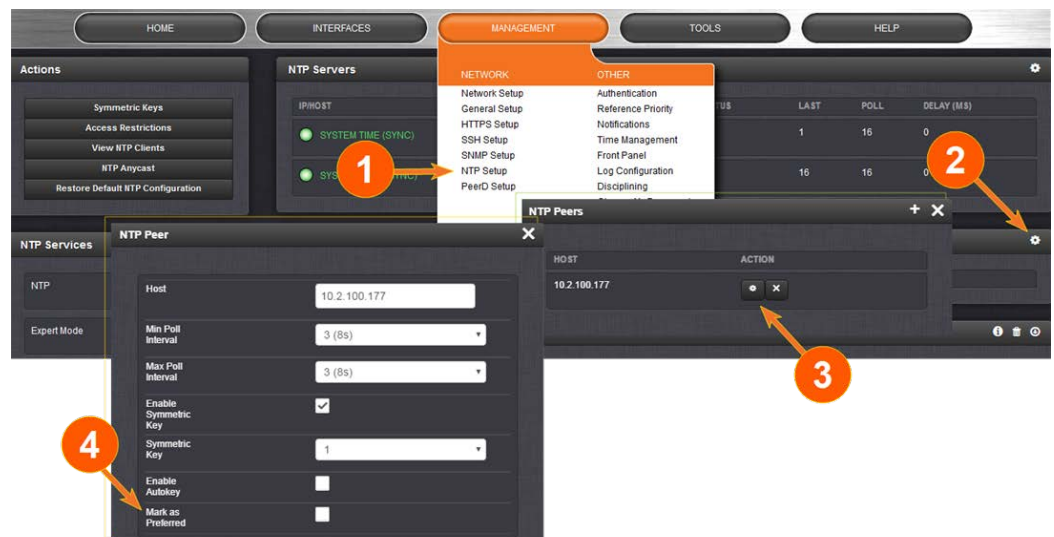 HOME
INTERFACES
MANAGEMENT
TOOLS
HELP
Actions
Symmetric Keys
Access Restrictions
View NTP Clients
NTP Anycast
Restore Default NTP Configuration
NTP Servers
IP/HOST
TUS
LAST
POLL
DELAY (MS)
SYSTEM TIME (SYNC)
1
16
0
SYS
16
16
0
NETWORK
Network Setup
General Setup
HTTPS Setup
SSH Setup
SNMP Setup
NTP Setup
PeerD Setup
OTHER
Authentication
Reference Priority
Notifications
Time Management
Front Panel
Log Configuration
Disciplining
1
2
NTP Services
NTP
Expert Mode
NTP Peers
HOST
ACTION
10.2.100.177
3
NTP Peer
Host
10.2.100.177
Min Poll
Interval
3 (8s)
Max Poll
Interval
3 (8s)
Enable
Symmetric
Key
Symmetric
Key
1
Enable
Autokey
Mark as
Preferred
4